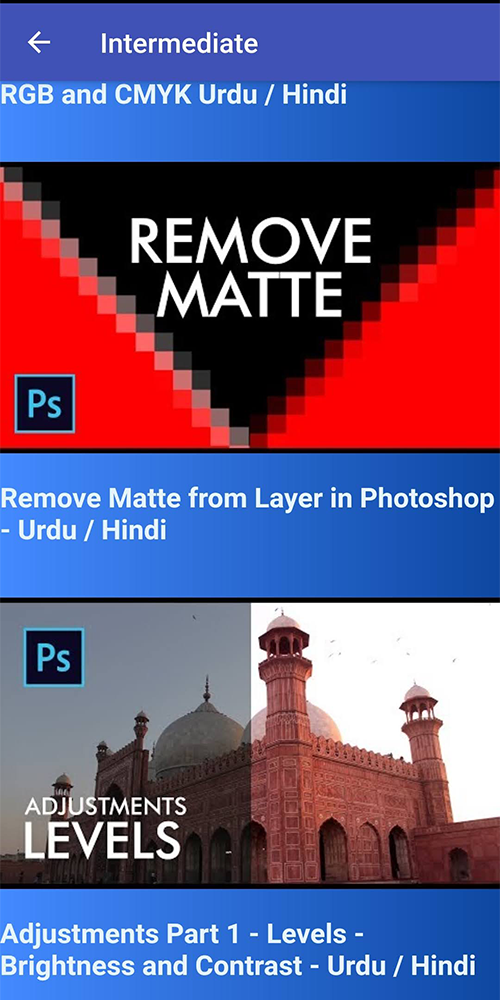 Intermediate
RGB and CMYK Urdu / Hindi
REMOVE
MATTE
Ps
Remove Matte from Layer in Photoshop
- Urdu / Hindi
Ps
ADJUSTMENTS
LEVELS
Adjustments Part 1 - Levels -
Brightness and Contrast - Urdu / Hindi